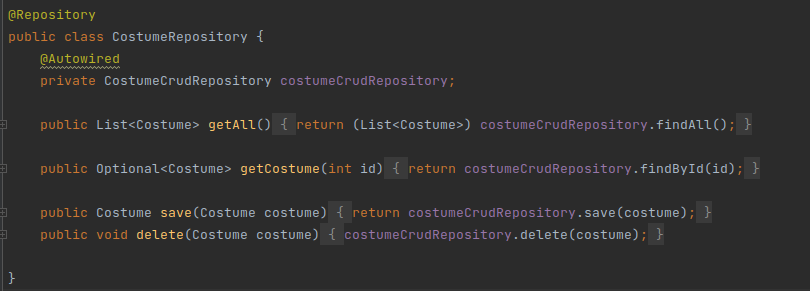 @Repository
public class CostumeRepository {
@Autowired
private CostumeCrudRepository costumeCrudRepository;
public List<Costume> getAll() { return (List<Costume>) costumeCrudRepository.findAll(); }
public Optional<Costume> getCostume(int id) { return costumeCrudRepository.findById(id); }
public Costume save(Costume costume) { return costumeCrudRepository.save(costume); }
public void delete(Costume costume) { costumeCrudRepository.delete(costume); }
}